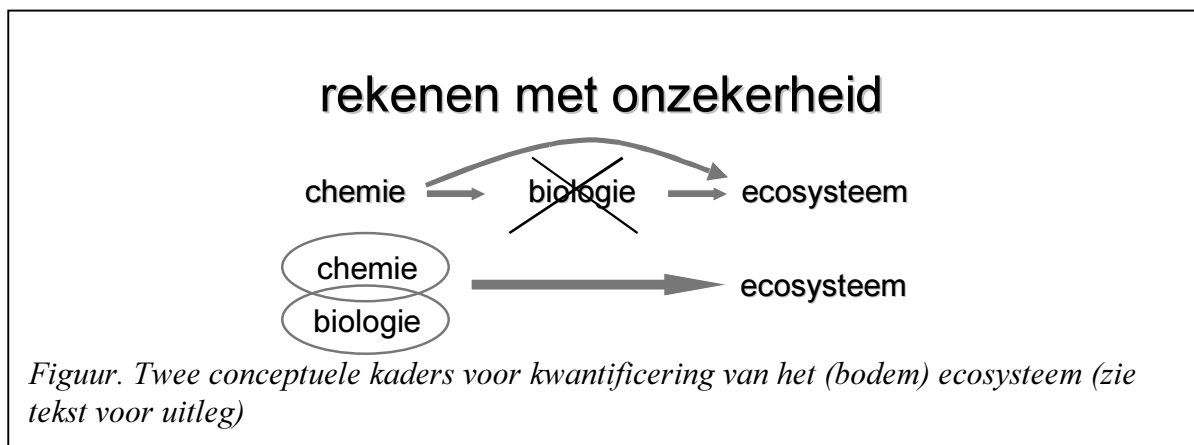 rekenen met onzekerheid
chemie biologie ecosysteem
chemie
ecosysteem
biologie
Figuur. Twee conceptuele kaders voor kwantificering van het (bodem) ecosysteem (zie
tekst voor uitleg)